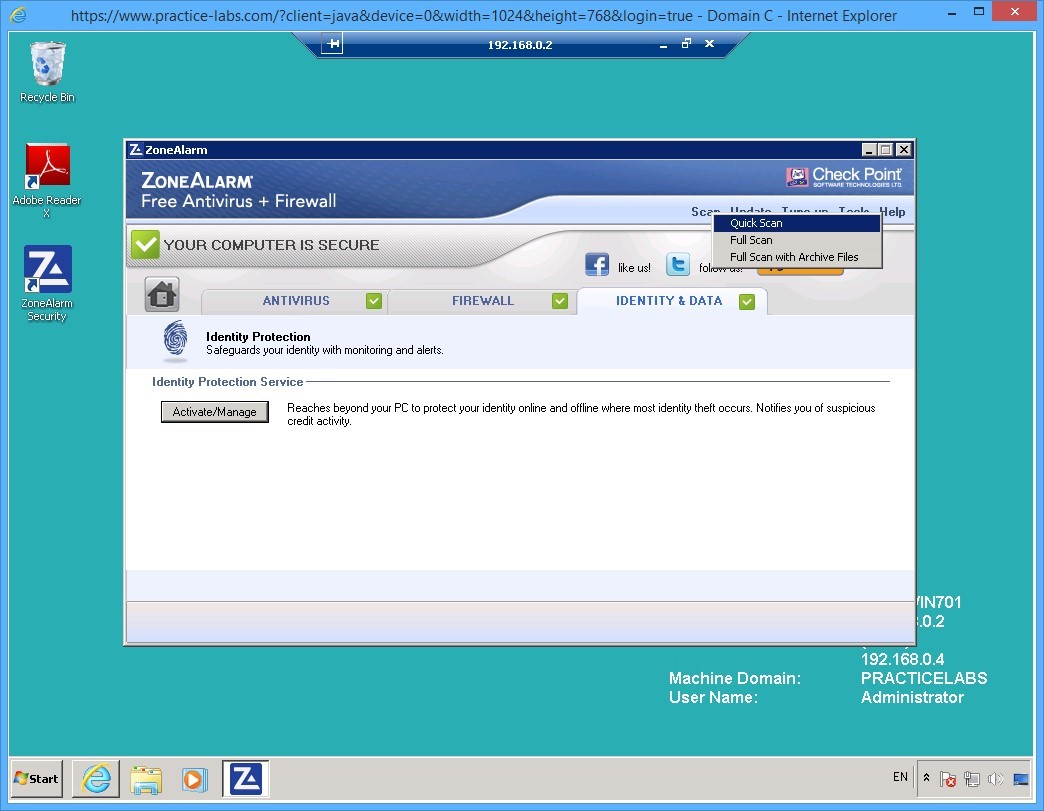 https://www.practice-labs.com/?client=java&device=0&width=1024&height=768&login=true - Domain C - Internet Explorer
192.168.0.2
Recycle Bin
Adobe Reader
X
ZoneAlarm
Security
ZoneAlarm
ZONEALARM
Free Antivirus + Firewall
Check Point
SOFTWARE TECHNOLOGIES LTD.
Scan Update Tune up Tools Help
Quick Scan
Full Scan
Full Scan with Archive Files
YOUR COMPUTER IS SECURE
like us!
follow us!
ANTIVIRUS
FIREWALL
IDENTITY & DATA
Identity Protection
Safeguards your identity with monitoring and alerts.
Identity Protection Service
Activate/Manage
Reaches beyond your PC to protect your identity online and offline where most identity theft occurs. Notifies you of suspicious
credit activity.
IN701
.0.2
192.168.0.4
Machine Domain: PRACTICELABS
User Name: Administrator
Start
EN